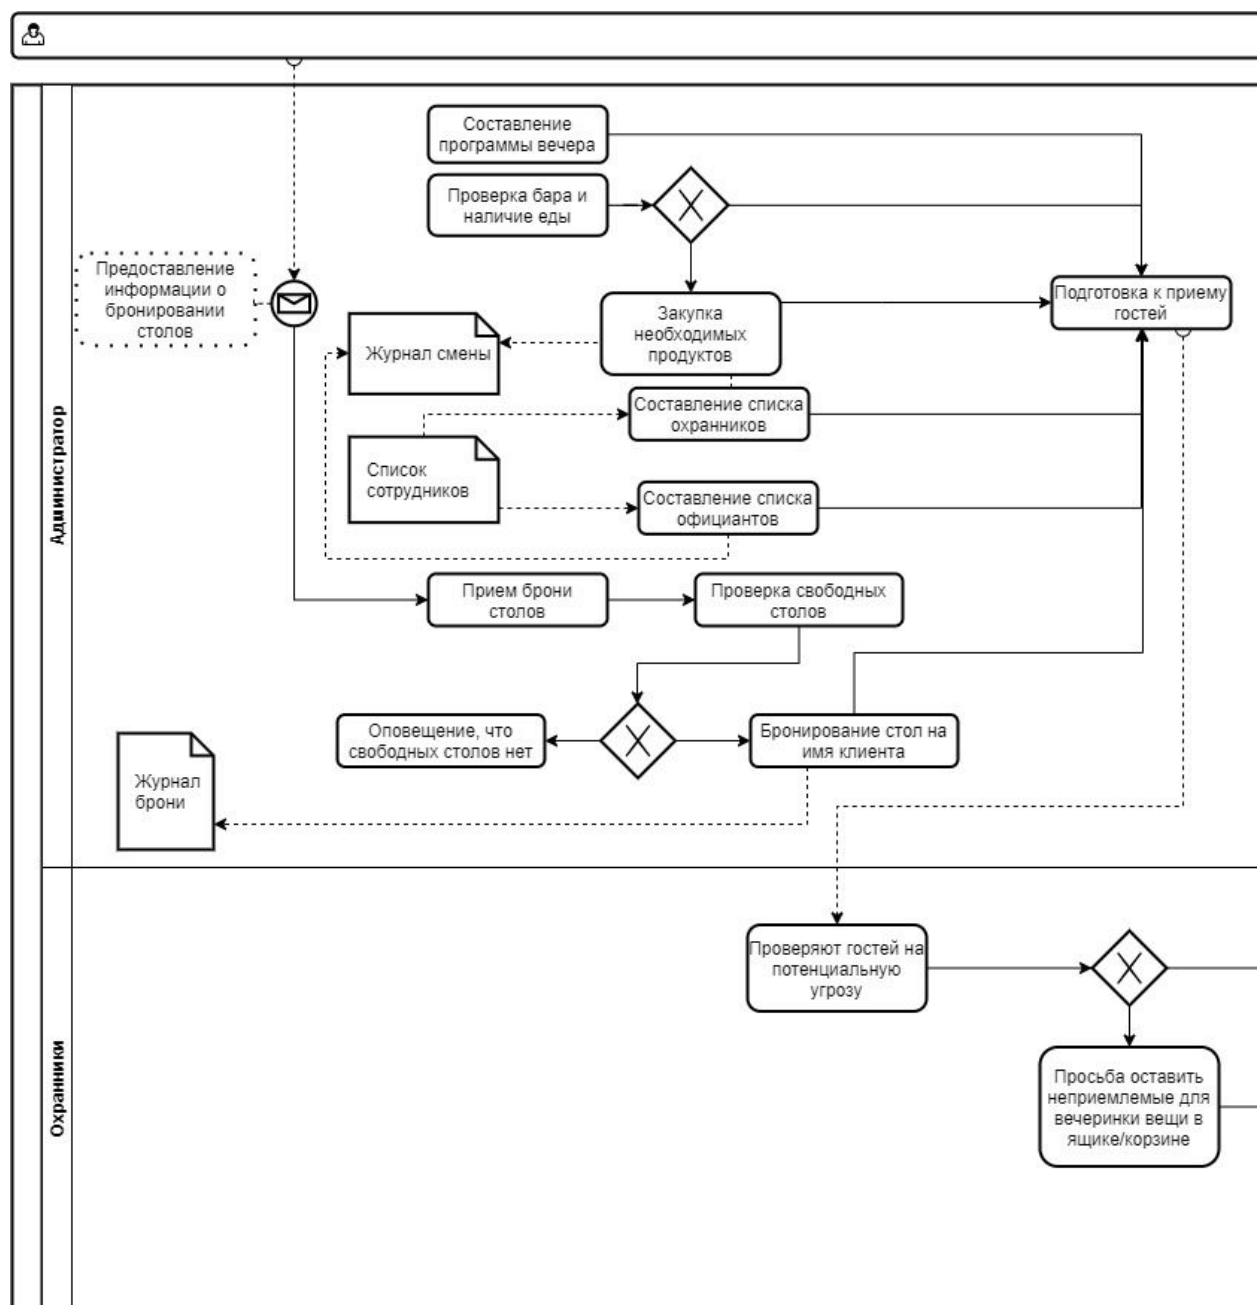 Составление
программы вечера
Проверка бара и
наличие еды
Предоставление
информации о
бронировании
столов
Закупка
необходимых
продуктов
Подготовка к приему
гостей
Журнал смены
Составление списка
охранников
Список
сотрудников
Составление списка
официантов
Администратор
Прием брони
столов
Проверка свободных
столов
Оповещение, что
свободных столов нет
Бронирование стол на
имя клиента
Журнал
брони
Проверяют гостей на
потенциальную
угрозу
Охранники
Просьба оставить
неприемлемые для
вечеринки вещи в
ящике/корзине